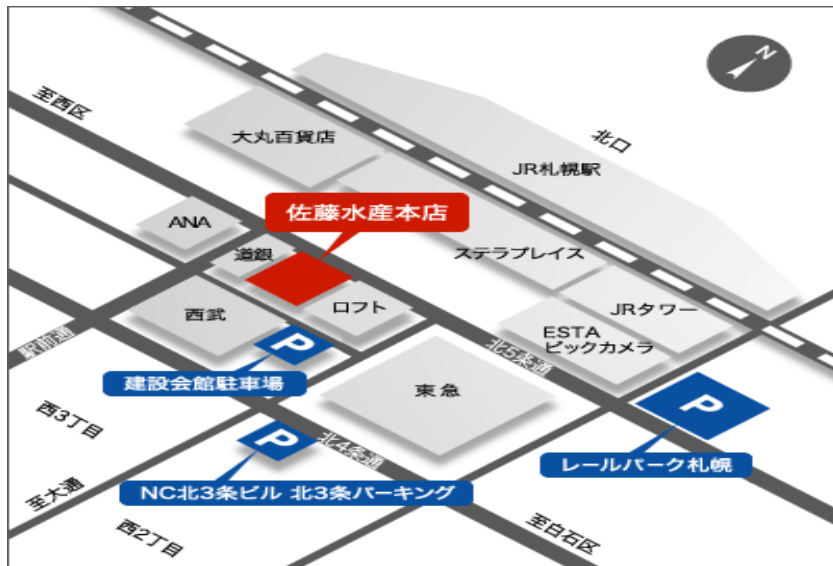 N
至西区
北口
大丸百貨店
JR札幌駅
ANA
佐藤水産本店
道銀
ステラプレイス
西武
ロフト
JRタワー
ESTA
ビックカメラ
駅前通
北5条通
建設会館駐車場
東急
P
P
西3丁目
P
北4条通
レールパーク札幌
至大通
NC北3条ビル 北3条パーキング
西2丁目
至白石区